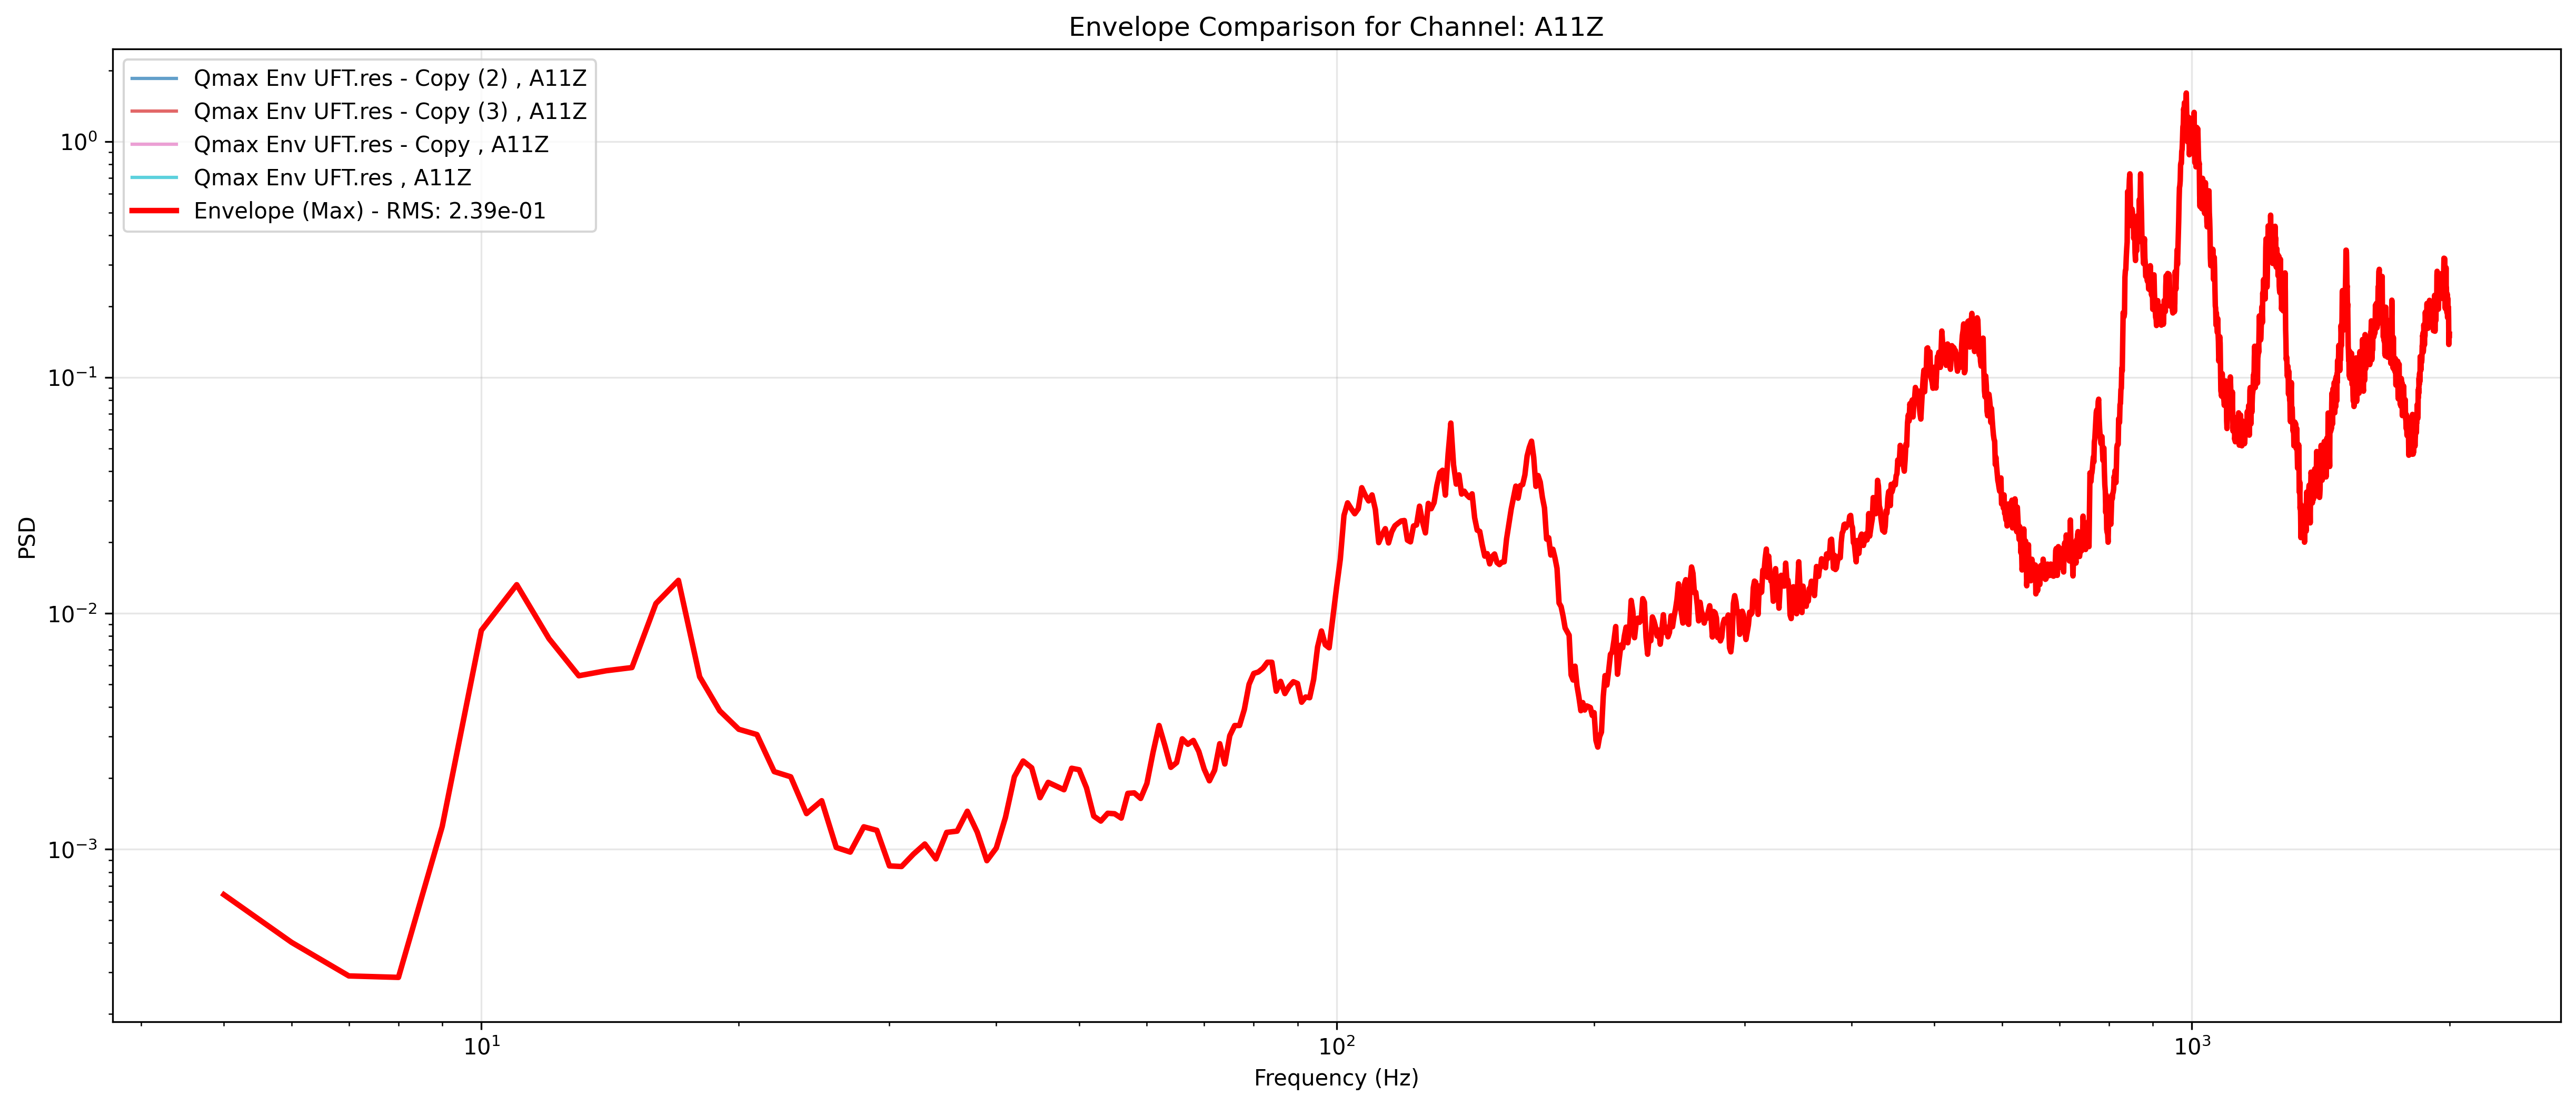 Envelope Comparison for Channel: A11Z
Qmax Env UFT.res - Copy (2) , A11Z
Qmax Env UFT.res - Copy (3) , A11Z
Qmax Env UFT.res - Copy , A11Z
Qmax Env UFT.res , A11Z
Envelope (Max) - RMS: 2.39e-01
PSD
10⁰
10⁻¹
10⁻²
10⁻³
10¹
10²
10³
Frequency (Hz)